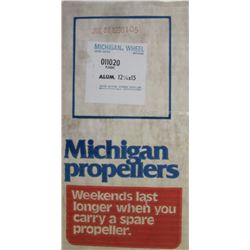 MICHIGAN WHEEL
011020
ALUM. 12¼x15
Michigan
propellers
Weekends last
longer when you
carry a spare
propeller.